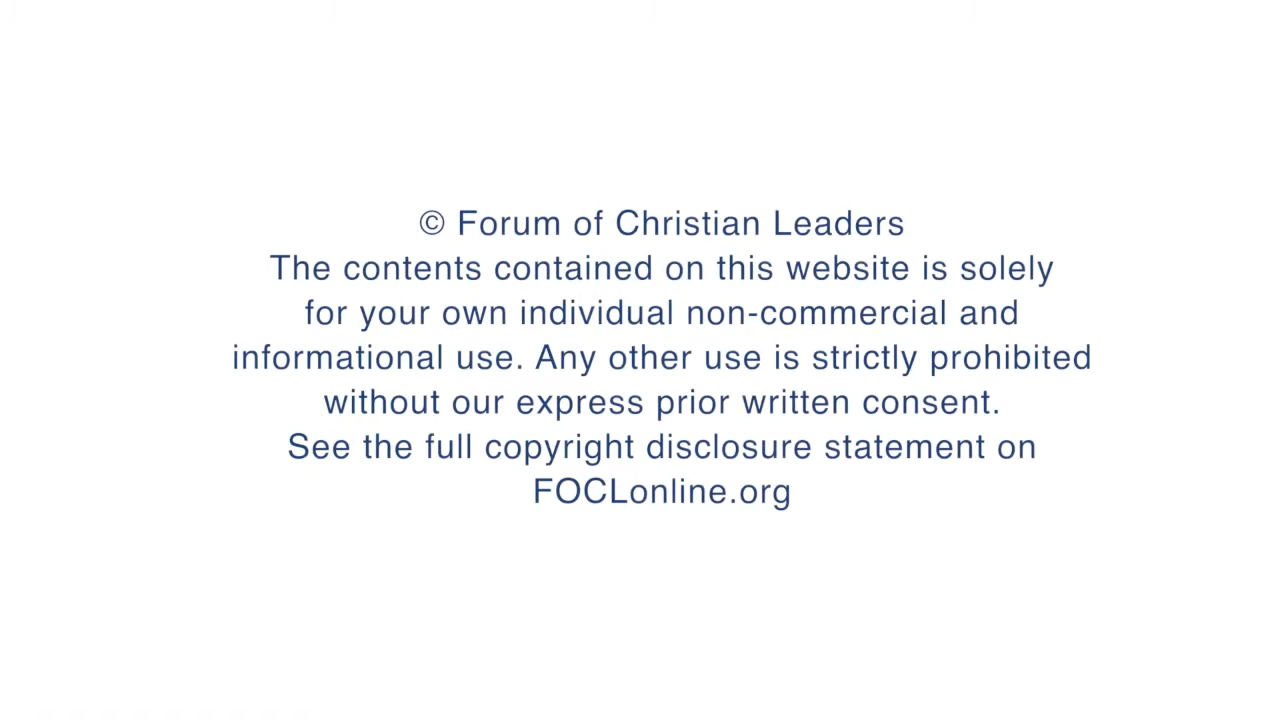 © Forum of Christian Leaders
The contents contained on this website is solely
for your own individual non-commercial and
informational use. Any other use is strictly prohibited
without our express prior written consent.
See the full copyright disclosure statement on
FOCLonline.org